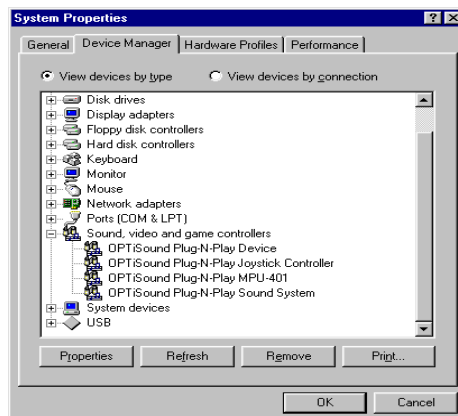 System Properties
General Device Manager Hardware Profiles Performance
View devices by type View devices by connection
Disk drives
Display adapters
Floppy disk controllers
Hard disk controllers
Keyboard
Monitor
Mouse
Network adapters
Ports (COM & LPT)
Sound, video and game controllers
OPTiSound Plug-N-Play Device
OPTiSound Plug-N-Play Joystick Controller
OPTiSound Plug-N-Play MPU-401
OPTiSound Plug-N-Play Sound System
System devices
USB
Properties Refresh Remove Print...
OK Cancel